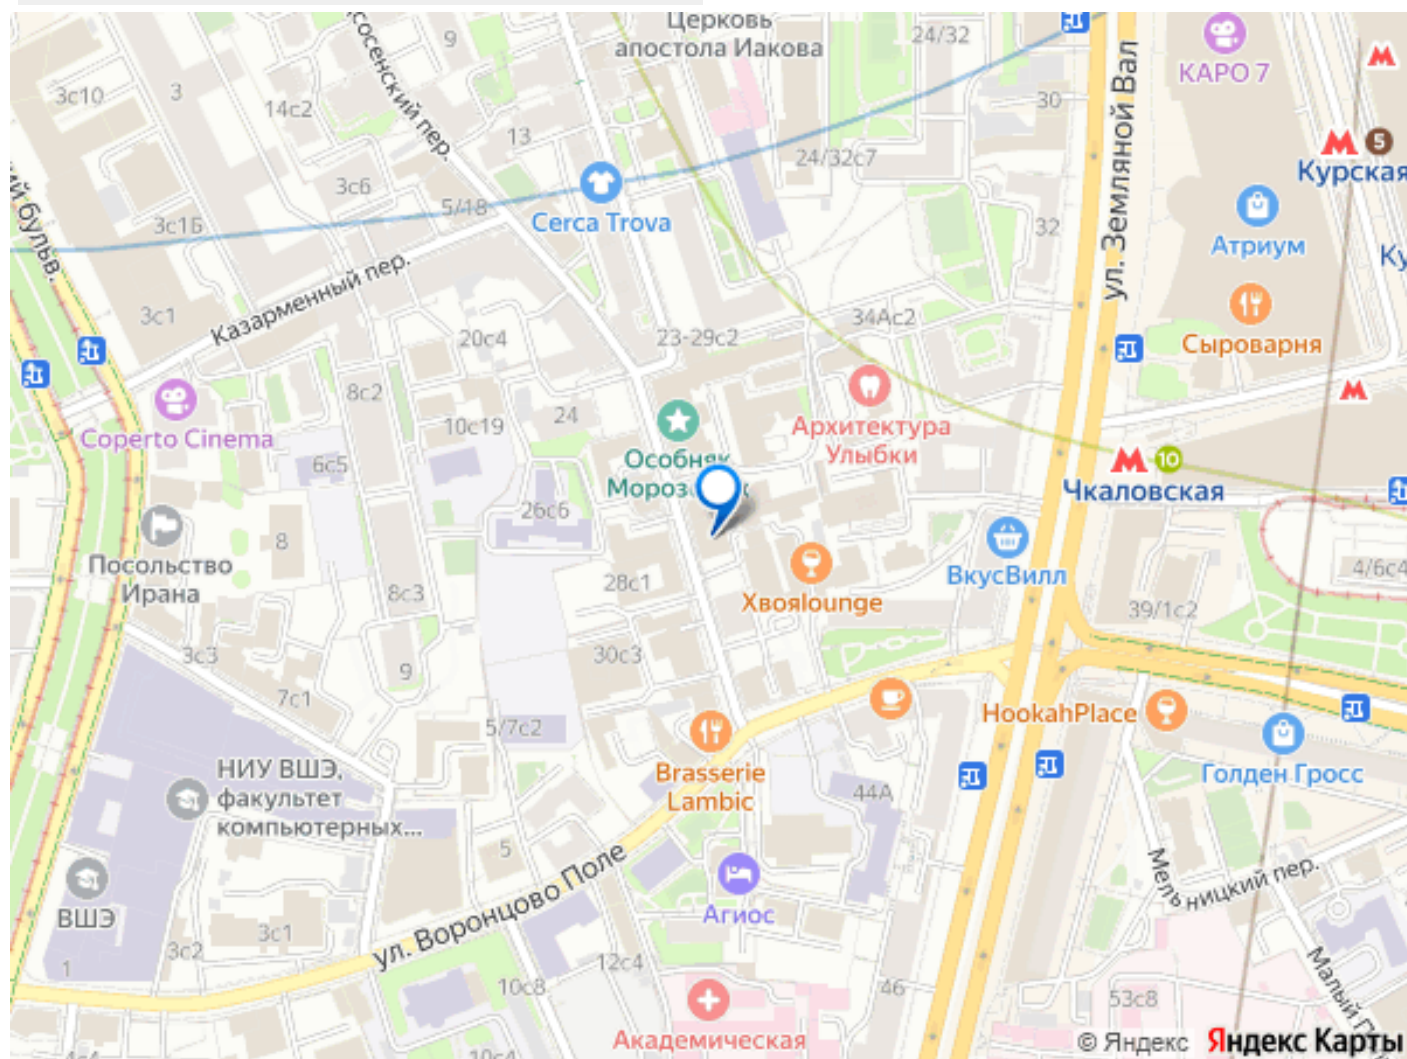 Церковь
апостола Иакова
24/32
КАРО 7
9
3с10
3
14с2
13
30
24/32с7
5
Курская
3с6
5/18
Cerca Trova
3с1Б
32
Атриум
ул. Земляной Вал
Казарменный пер.
3с1
20с4
23-29с2
34Ас2
Сыроварня
8с2
Coperto Cinema
10с19
24
Особняк
Архитектура
Улыбки
10
Чкаловская
6с5
26с6
8
Посольство
Ирана
8с3
28с1
Хвояlounge
ВкусВилл
4/6с4
39/1с2
3с3
9
30с3
7с1
5/7с2
HookahPlace
Brasserie
Lambic
Голден Гросс
НИУ ВШЭ,
факультет
компьютерных...
44А
5
ул. Воронцово Поле
Мельницкий пер.
ВШЭ
Агиос
3с1
3с2
1
12с4
10с8
46
53с8
Академическая
10с4
© Яндекс Яндекс Карты